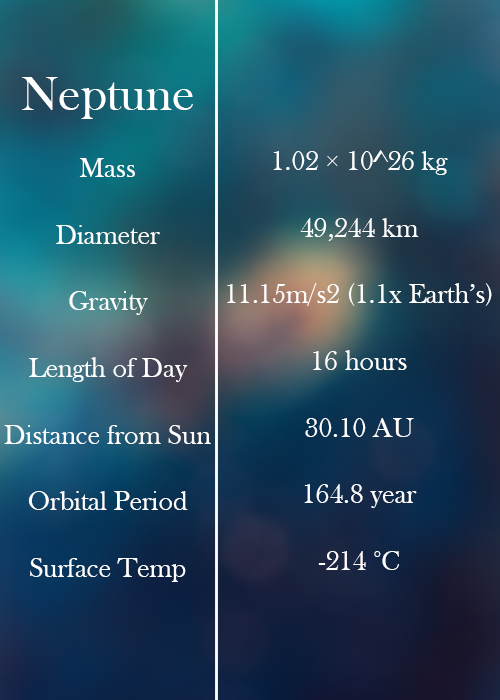 Neptune
Mass 1.02 × 10^26 kg
Diameter 49,244 km
Gravity 11.15m/s2 (1.1x Earth's)
Length of Day 16 hours
Distance from Sun 30.10 AU
Orbital Period 164.8 year
Surface Temp -214 °C